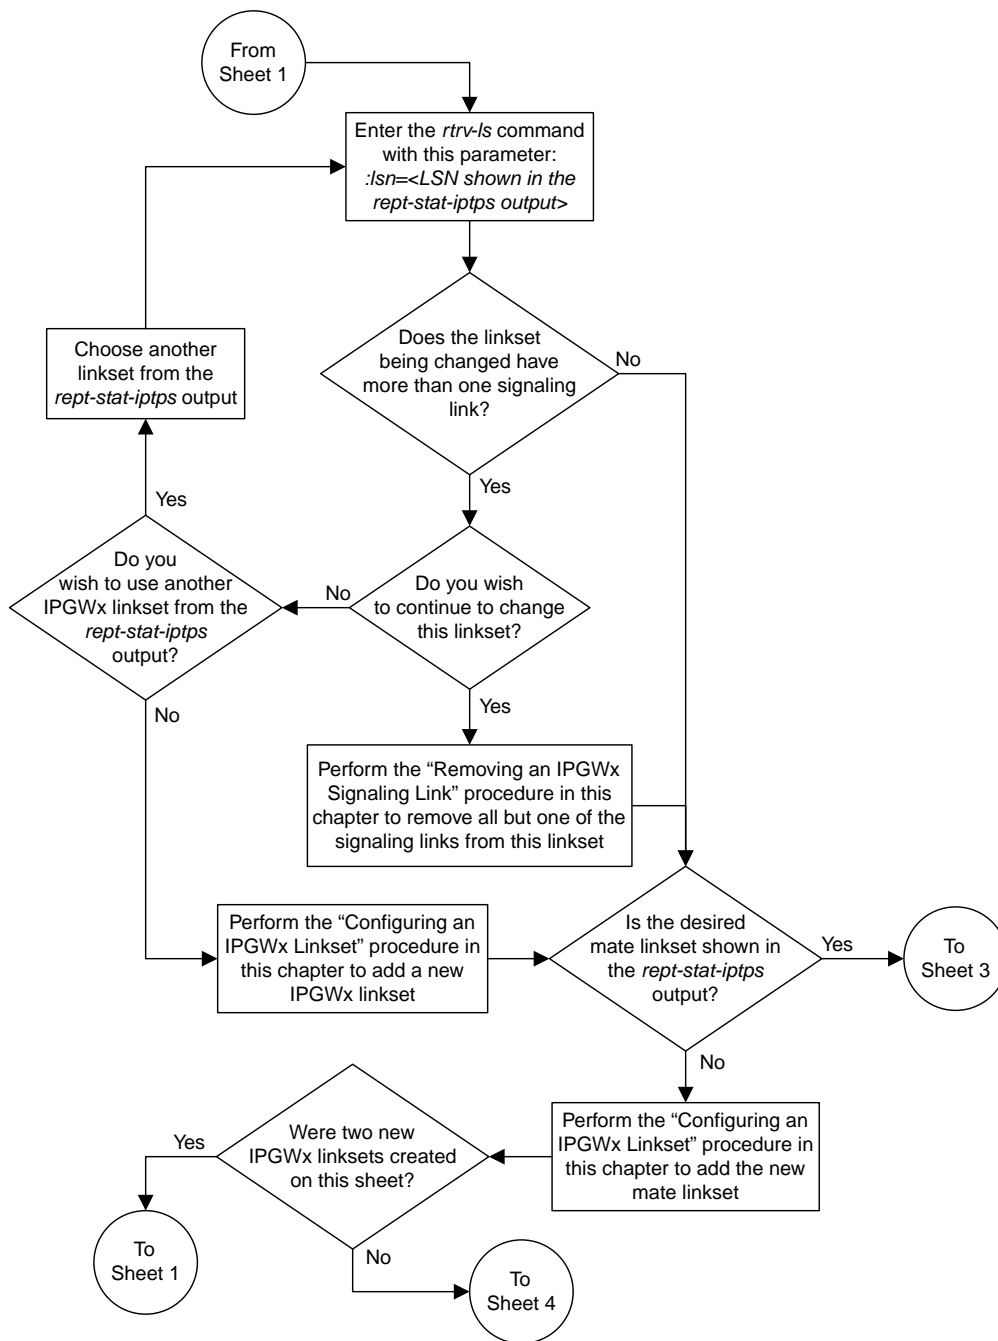 From
Sheet 1
Enter the rtrv-ls command
with this parameter:
:lsn=<LSN shown in the
rept-stat-iptps output>
Does the linkset
being changed have
more than one signaling
link?
No
Yes
Choose another
linkset from the
rept-stat-iptps output
Yes
Do you
wish to use another
IPGWx linkset from the
rept-stat-iptps
output?
No
No
Do you wish
to continue to change
this linkset?
Yes
Perform the “Removing an IPGWx
Signaling Link” procedure in this
chapter to remove all but one of the
signaling links from this linkset
Perform the “Configuring an
IPGWx Linkset” procedure in
this chapter to add a new
IPGWx linkset
Is the desired
mate linkset shown in
the rept-stat-iptps
output?
Yes
To
Sheet 3
No
Perform the “Configuring an
IPGWx Linkset” procedure in
this chapter to add the new
mate linkset
Were two new
IPGWx linksets created
on this sheet?
Yes
To
Sheet 1
No
To
Sheet 4